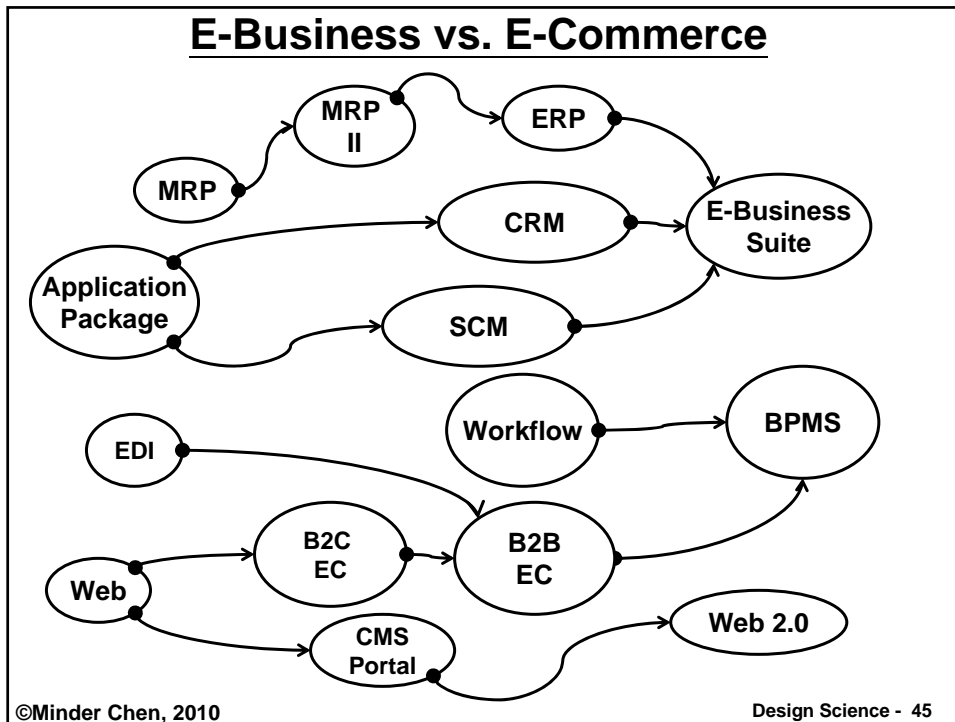 E-Business vs. E-Commerce
MRP
II
ERP
MRP
E-Business
Suite
CRM
Application
Package
SCM
Workflow
BPMS
EDI
B2C
EC
B2B
EC
Web
CMS
Portal
Web 2.0
©Minder Chen, 2010
Design Science - 45